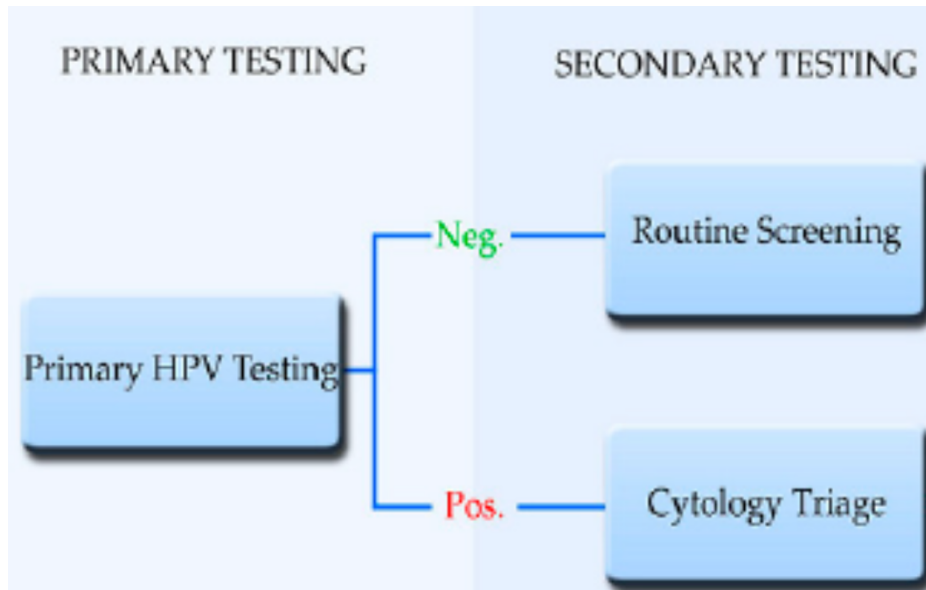 PRIMARY TESTING
SECONDARY TESTING
Neg.
Routine Screening
Primary HPV Testing
Pos.
Cytology Triage